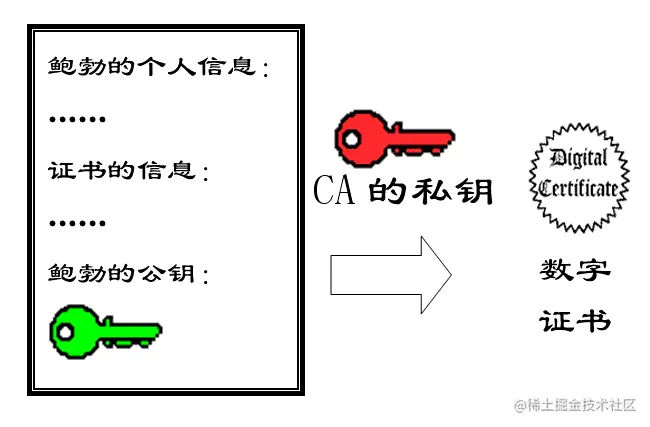 鲍勃的个人信息:
......
证书的信息:
......
鲍勃的公钥:
CA 的私钥
Digital
Certificate
数字
证书
@稀土掘金技术社区